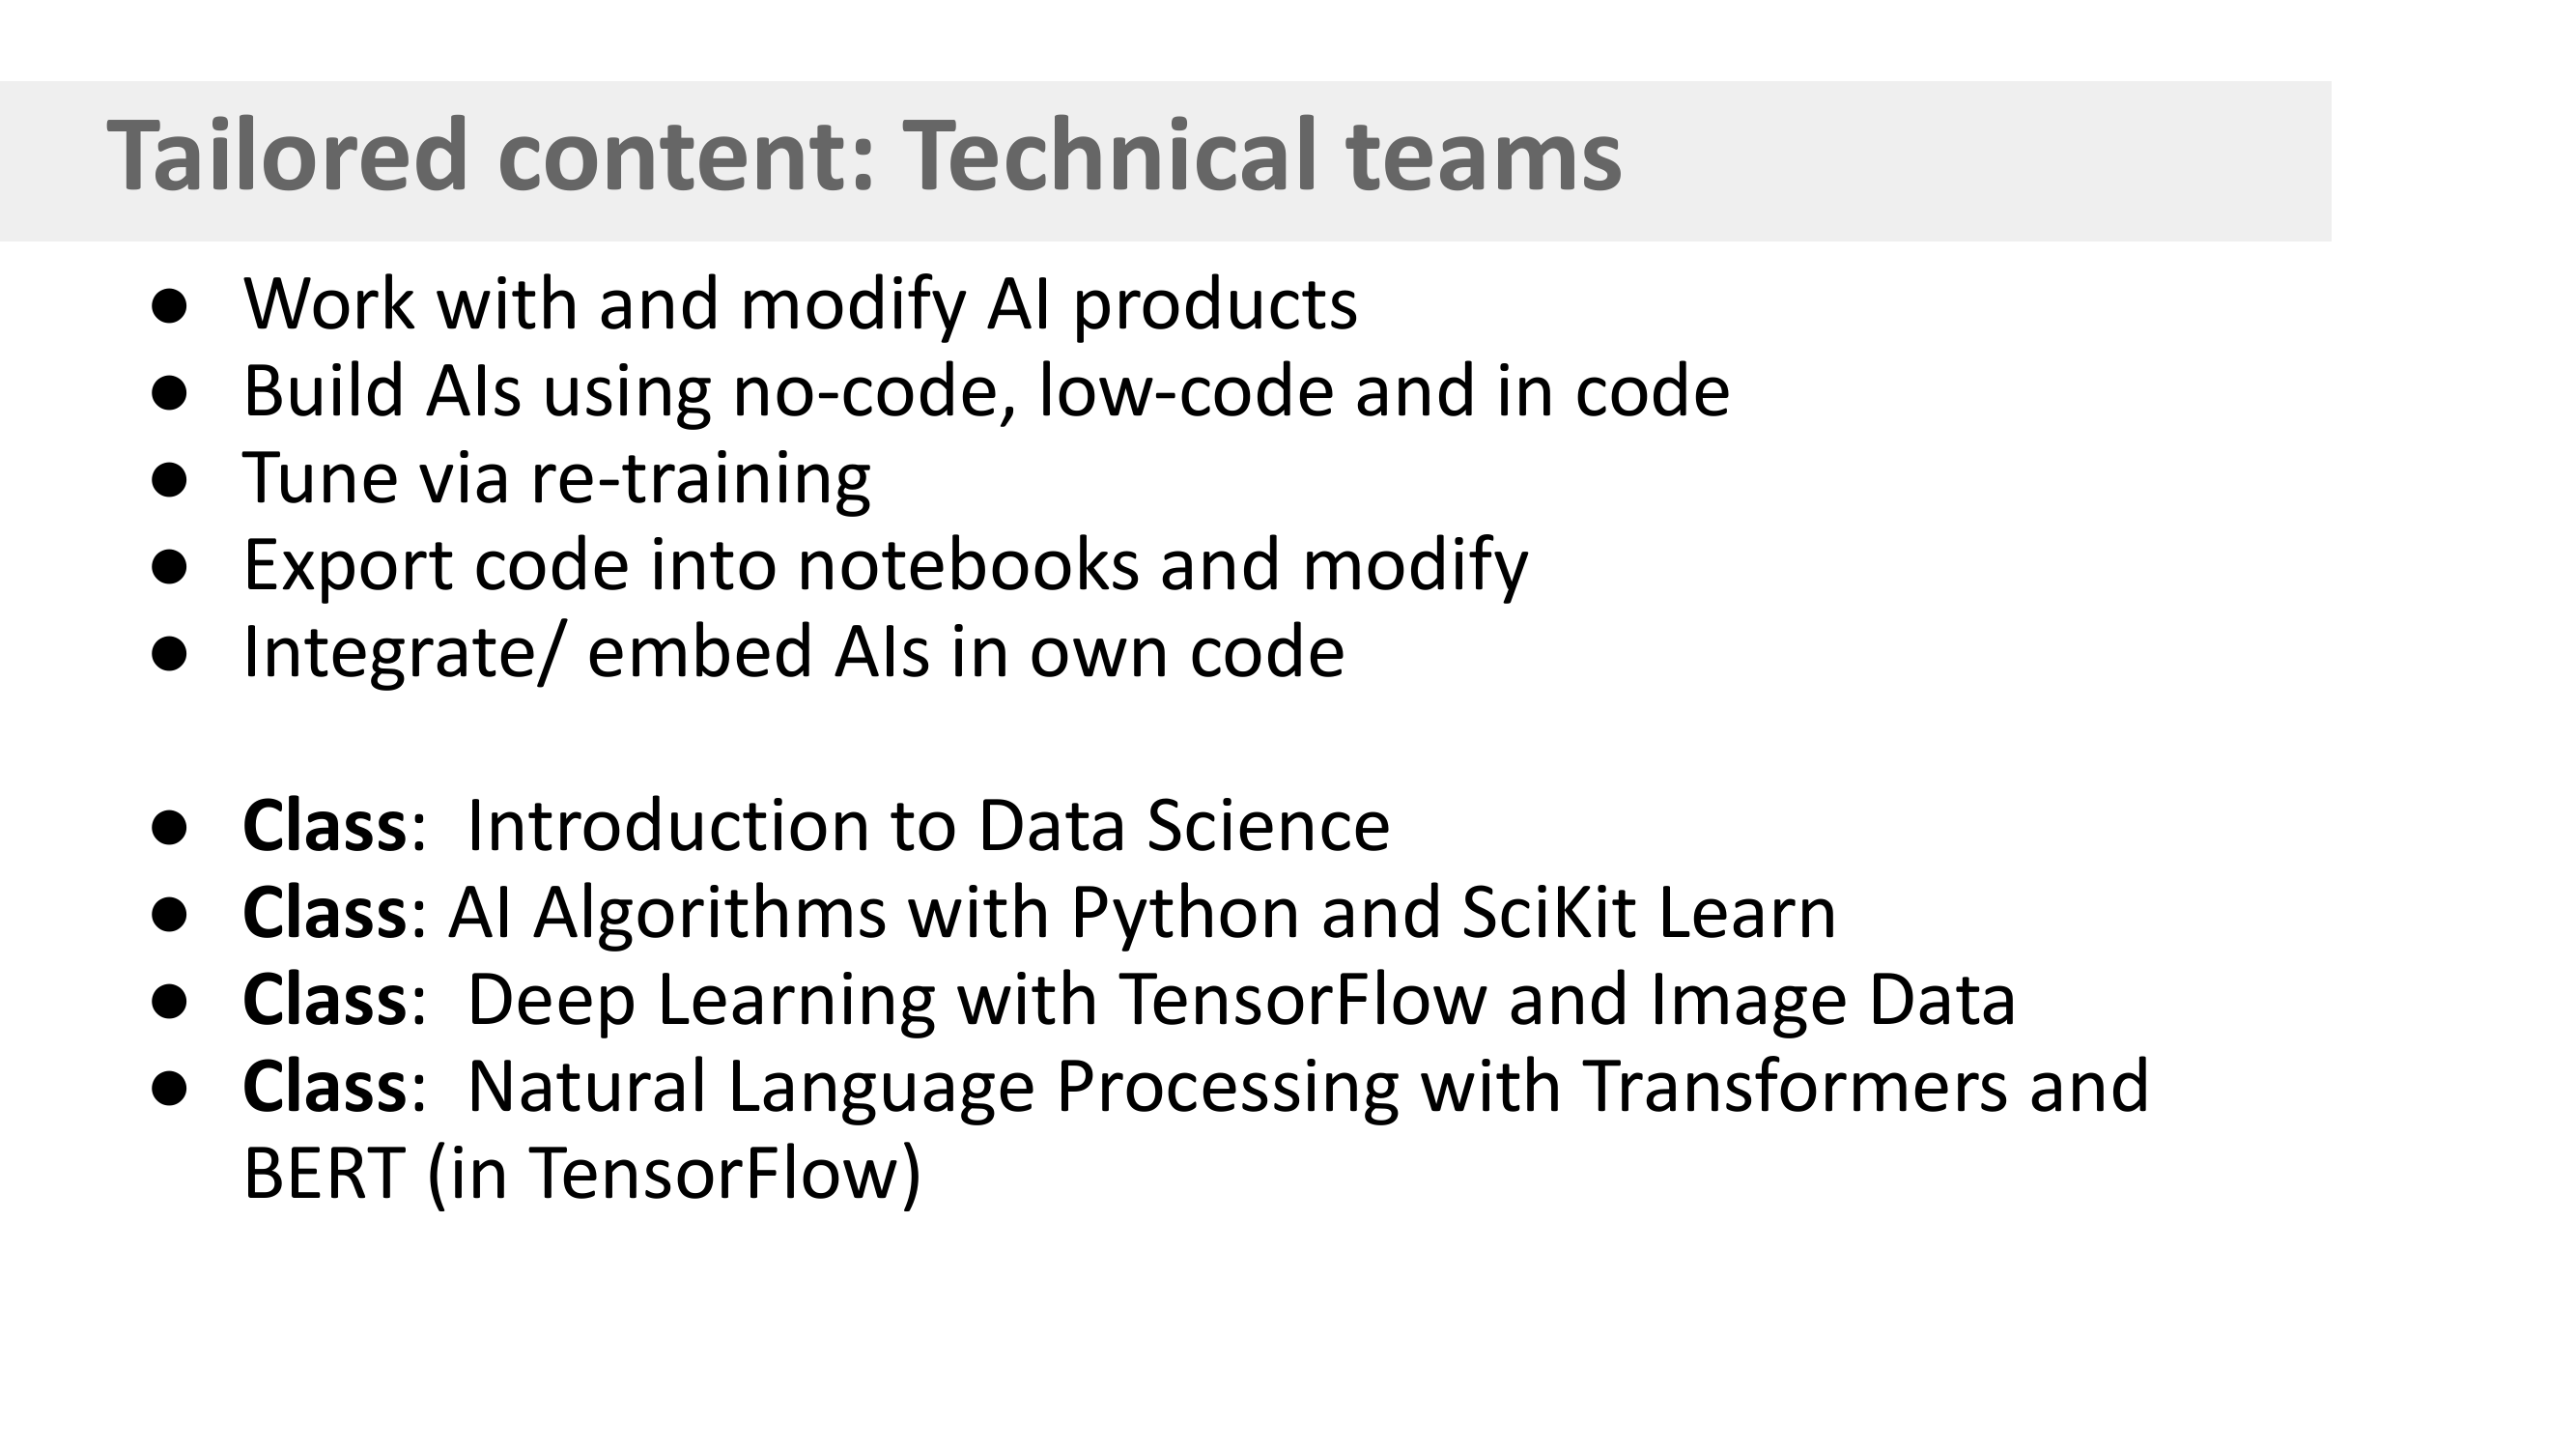 Tailored content: Technical teams
● Work with and modify AI products
● Build AIs using no-code, low-code and in code
● Tune via re-training
● Export code into notebooks and modify
● Integrate/ embed AIs in own code
● Class:  Introduction to Data Science
● Class: AI Algorithms with Python and SciKit Learn
● Class:  Deep Learning with TensorFlow and Image Data
● Class:  Natural Language Processing with Transformers and
BERT (in TensorFlow)